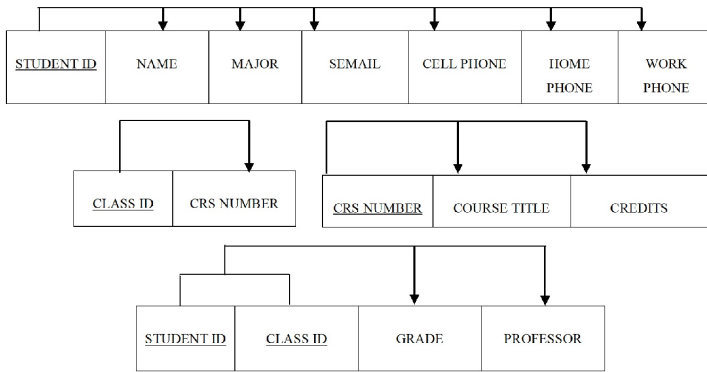 STUDENT ID NAME MAJOR SEMAIL CELL PHONE HOME PHONE WORK PHONE
CLASS ID CRS NUMBER
CRS NUMBER COURSE TITLE CREDITS
STUDENT ID CLASS ID GRADE PROFESSOR